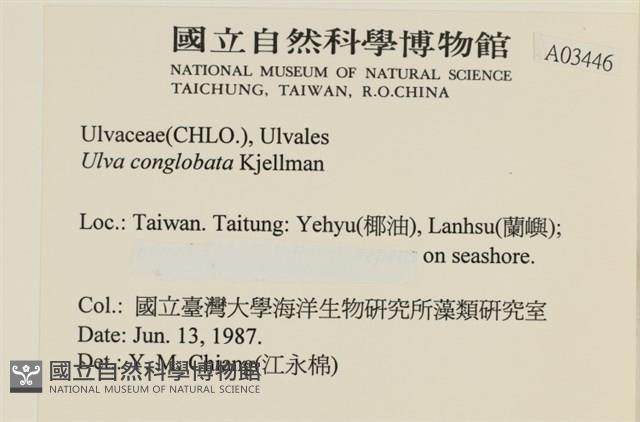 國立自然科學博物館
NATIONAL MUSEUM OF NATURAL SCIENCE
TAICHUNG, TAIWAN, R.O.CHINA
A03446
Ulvaceae(CHLO.), Ulvales
Ulva conglobata Kjellman
Loc.: Taiwan. Taitung: Yehyu(椰油), Lanhsu(蘭嶼);
on seashore.
Col.: 國立臺灣大學海洋生物研究所藻類研究室
Date: Jun. 13, 1987.
Det.: Y. M. Chiang(江永棉)
國立自然科學博物館
NATIONAL MUSEUM OF NATURAL SCIENCE